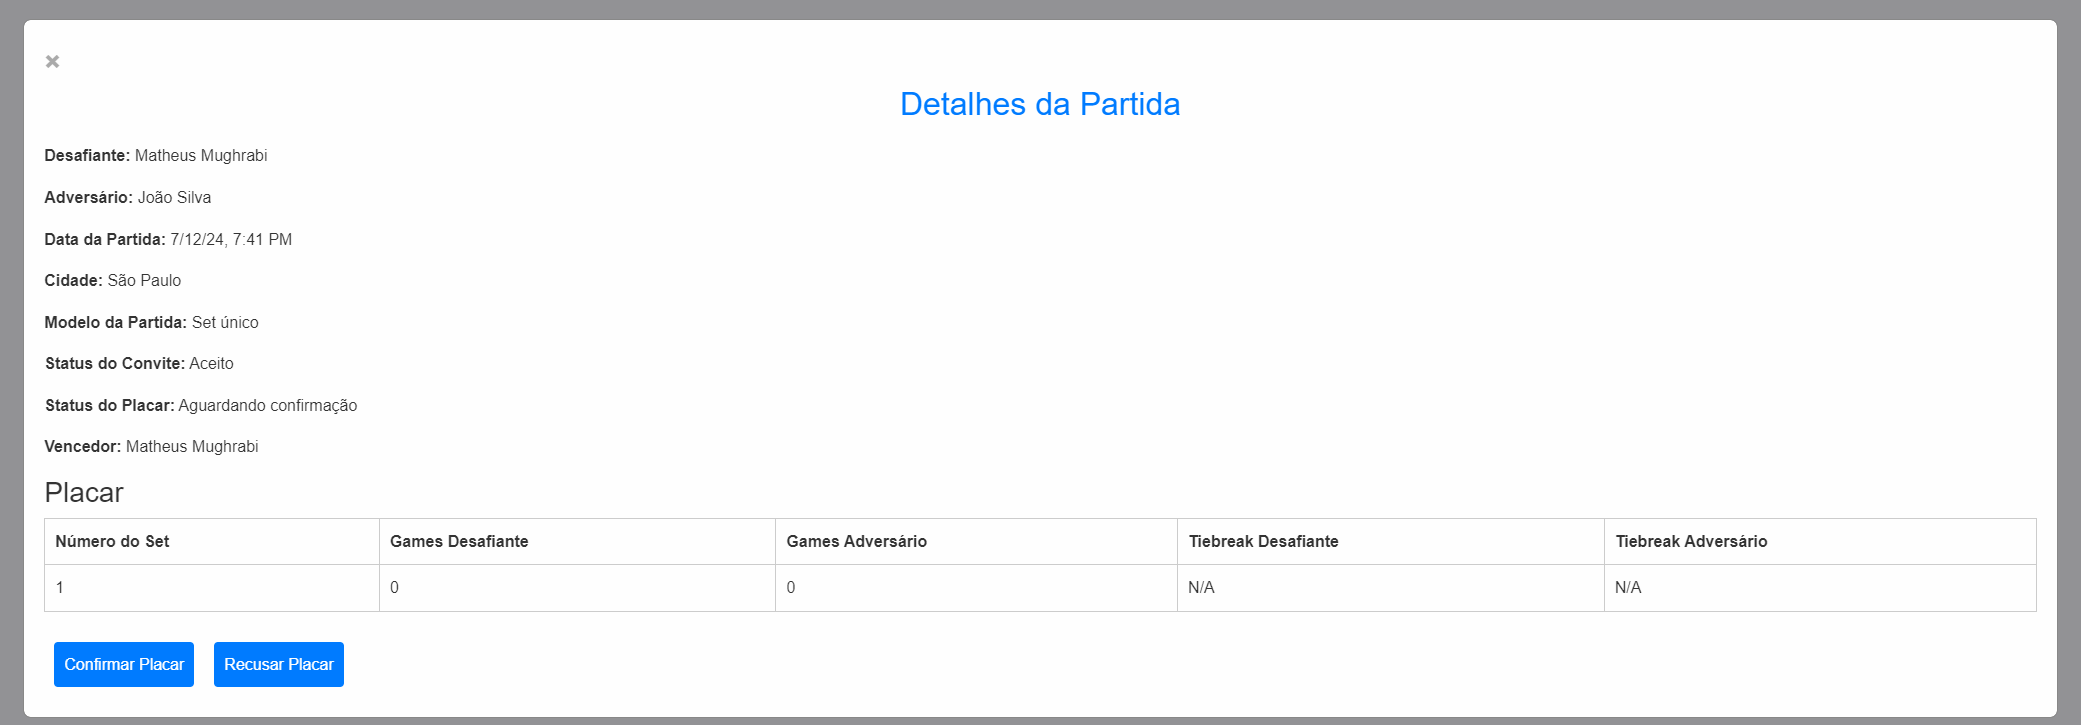 ×
Detalhes da Partida
Desafiante: Matheus Mughrabi
Adversário: João Silva
Data da Partida: 7/12/24, 7:41 PM
Cidade: São Paulo
Modelo da Partida: Set único
Status do Convite: Aceito
Status do Placar: Aguardando confirmação
Vencedor: Matheus Mughrabi
Placar
Número do Set Games Desafiante Games Adversário Tiebreak Desafiante Tiebreak Adversário
1 0 0 N/A N/A
Confirmar Placar Recusar Placar